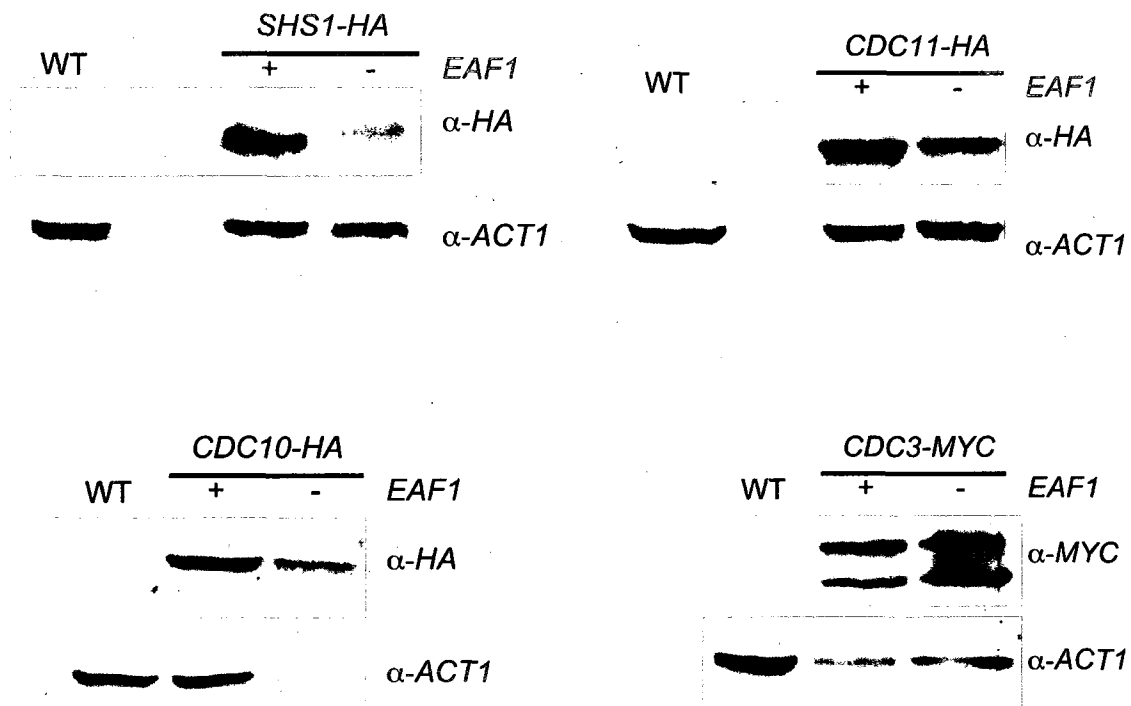 SHS1-HA
WT + - EAF1
α-HA
α-ACT1
CDC11-HA
WT + - EAF1
α-HA
α-ACT1
CDC10-HA
WT + - EAF1
α-HA
α-ACT1
CDC3-MYC
WT + - EAF1
α-MYC
α-ACT1